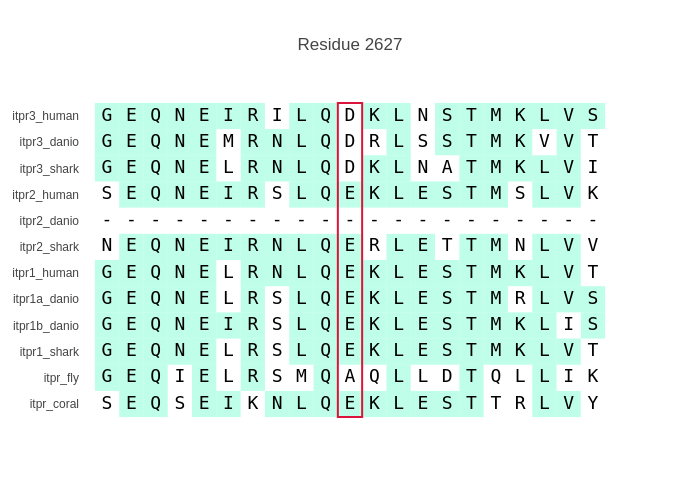 Residue 2627
itpr3_human G E Q N E I R I L Q D K L N S T M K L V S
itpr3_danio G E Q N E M R N L Q D R L S S T M K V V T
itpr3_shark G E Q N E L R N L Q D K L N A T M K L V I
itpr2_human S E Q N E I R S L Q E K L E S T M S L V K
itpr2_danio - - - - - - - - - - - - - - - - - - - - -
itpr2_shark N E Q N E I R N L Q E R L E T T M N L V V
itpr1_human G E Q N E L R N L Q E K L E S T M K L V T
itpr1a_danio G E Q N E L R S L Q E K L E S T M R L V S
itpr1b_danio G E Q N E I R S L Q E K L E S T M K L I S
itpr1_shark G E Q N E L R S L Q E K L E S T M K L V T
itpr_fly G E Q I E L R S M Q A Q L L D T Q L L I K
itpr_coral S E Q S E I K N L Q E K L E S T T R L V Y